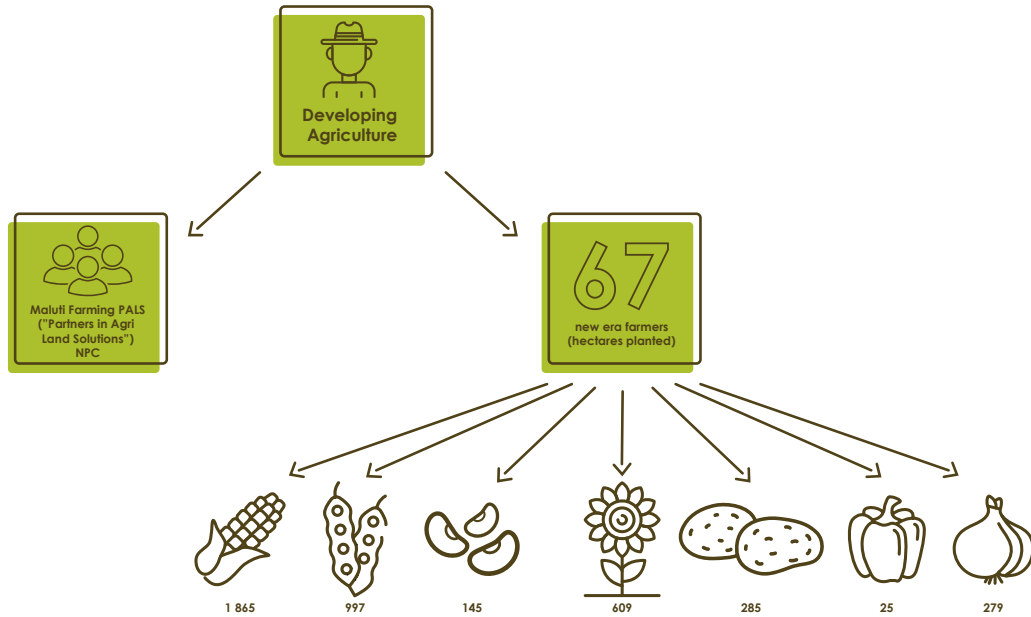 Developing
Agriculture
Maluti Farming PALS
("Partners in Agri
Land Solutions")
NPC
67
new era farmers
(hectares planted)
1 865
997
145
609
285
25
279